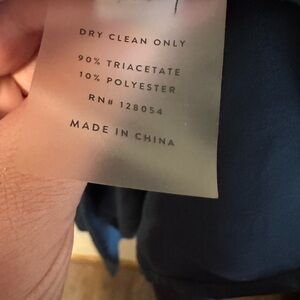 DRY CLEAN ONLY
90% TRIACETATE
10% POLYESTER
RN# 128054
MADE IN CHINA